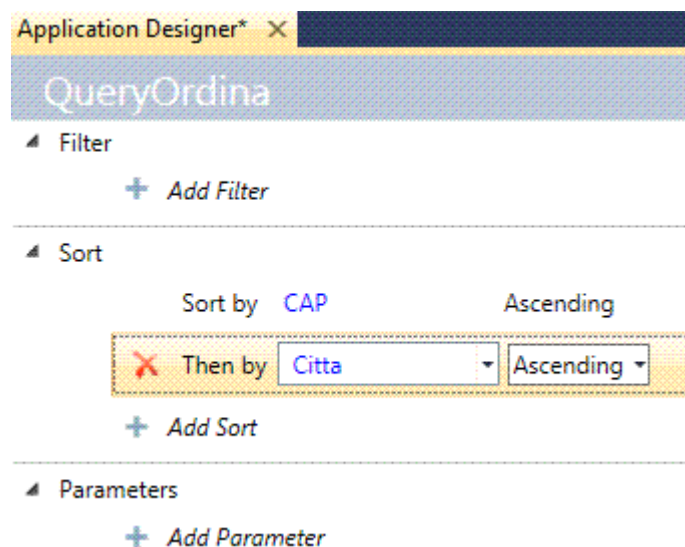 Application Designer*
QueryOrdina
Filter
Add Filter
Sort
Sort by CAP Ascending
Then by Citta Ascending
Add Sort
Parameters
Add Parameter